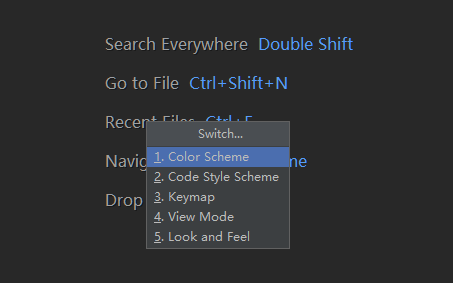 Search Everywhere Double Shift
Go to File Ctrl+Shift+N
Recent Files Ctrl+E
Switch...
1. Color Scheme
2. Code Style Scheme
3. Keymap
4. View Mode
5. Look and Feel
Drop